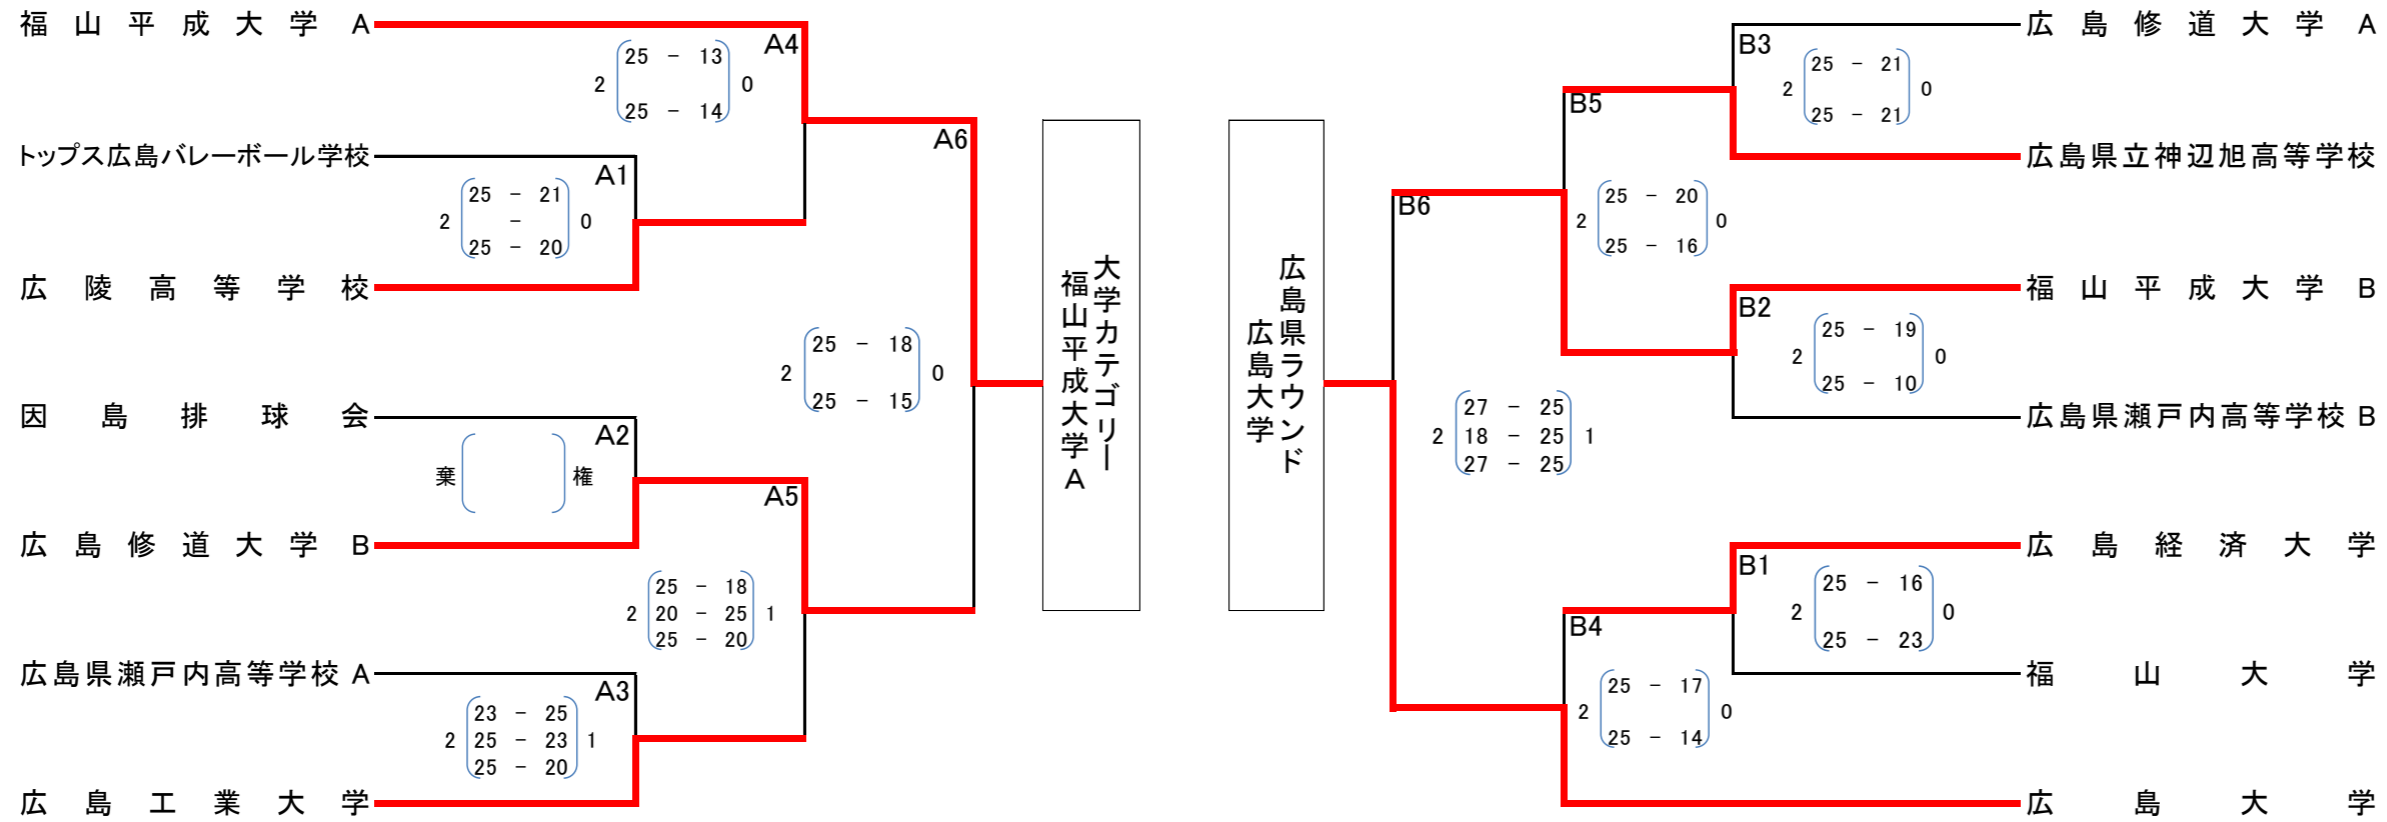 福山平成大学A
A4
2 25 - 13 0
25 - 14
トップス広島バレーボール学校
A1
2 25 - 21 0
-
25 - 20
広陵高等学校
A6
2 25 - 18 0
25 - 15
因島排球会
A2
棄 権
広島修道大学B
A5
25 - 18
2 20 - 25 1
25 - 20
広島県瀬戸内高等学校A
A3
23 - 25
2 25 - 23 1
25 - 20
広島工業大学
大学カテゴリー
福山平成大学A
広島県ラウンド
広島大学
広島修道大学A
B3
2 25 - 21 0
25 - 21
広島県立神辺旭高等学校
B5
2 25 - 20 0
25 - 16
福山平成大学B
B2
2 25 - 19 0
25 - 10
広島県瀬戸内高等学校B
B6
27 - 25
2 18 - 25 1
27 - 25
広島経済大学
B1
2 25 - 16 0
25 - 23
福山大学
B4
2 25 - 17 0
25 - 14
広島大学